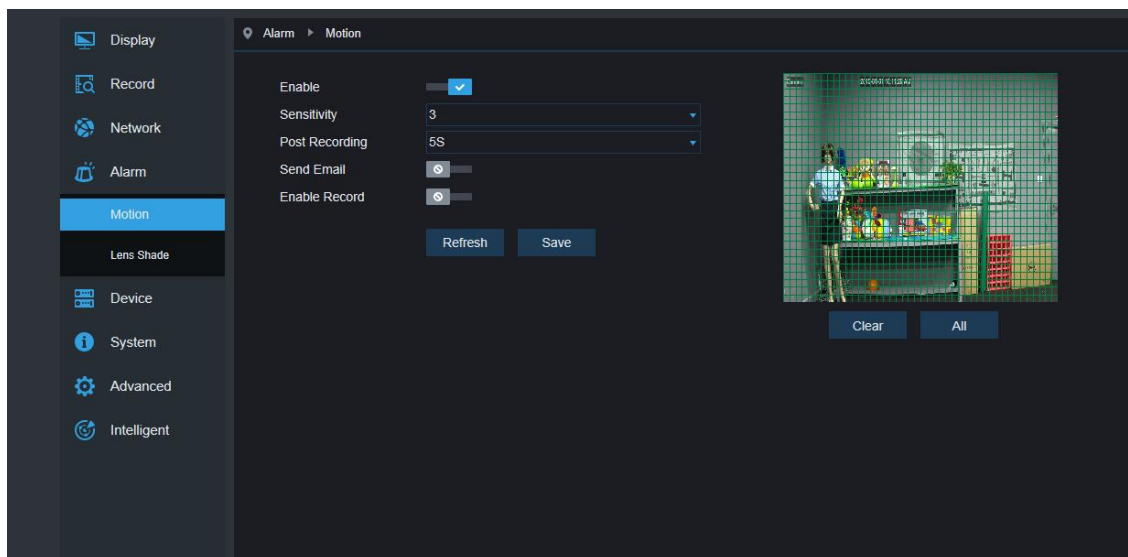 Display
Record
Network
Alarm
Motion
Lens Shade
Device
System
Advanced
Intelligent
Alarm Motion
Enable
Sensitivity 3
Post Recording 5S
Send Email
Enable Record
Refresh Save
Clear All